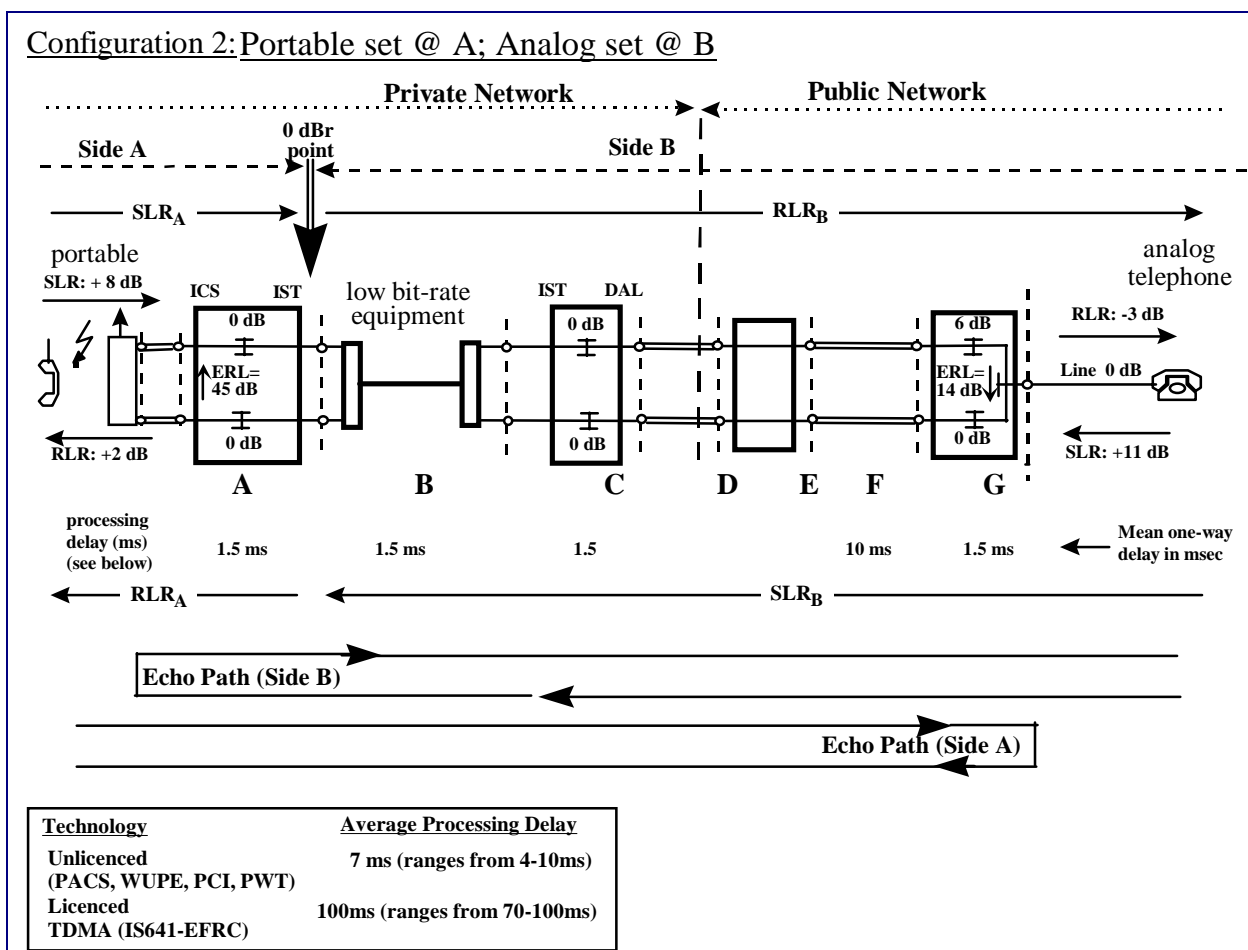 Configuration 2: Portable set @ A; Analog set @ B
Private Network
Public Network
0 dBr
point
Side A
Side B
SLRA
RLRB
portable
SLR: + 8 dB
analog
telephone
ICS
IST
low bit-rate
equipment
IST
DAL
RLR: -3 dB
0 dB
0 dB
6 dB
ERL=
45 dB
ERL=
14 dB
Line 0 dB
0 dB
0 dB
0 dB
RLR: +2 dB
SLR: +11 dB
A
B
C
D
E
F
G
processing
delay (ms)
(see below)
1.5 ms
1.5 ms
1.5
10 ms
1.5 ms
Mean one-way
delay in msec
RLRA
SLRB
Echo Path (Side B)
Echo Path (Side A)
Technology
Average Processing Delay
Unlicenced
(PACS, WUPE, PCI, PWT)
7 ms (ranges from 4-10ms)
Licenced
TDMA (IS641-EFRC)
100ms (ranges from 70-100ms)